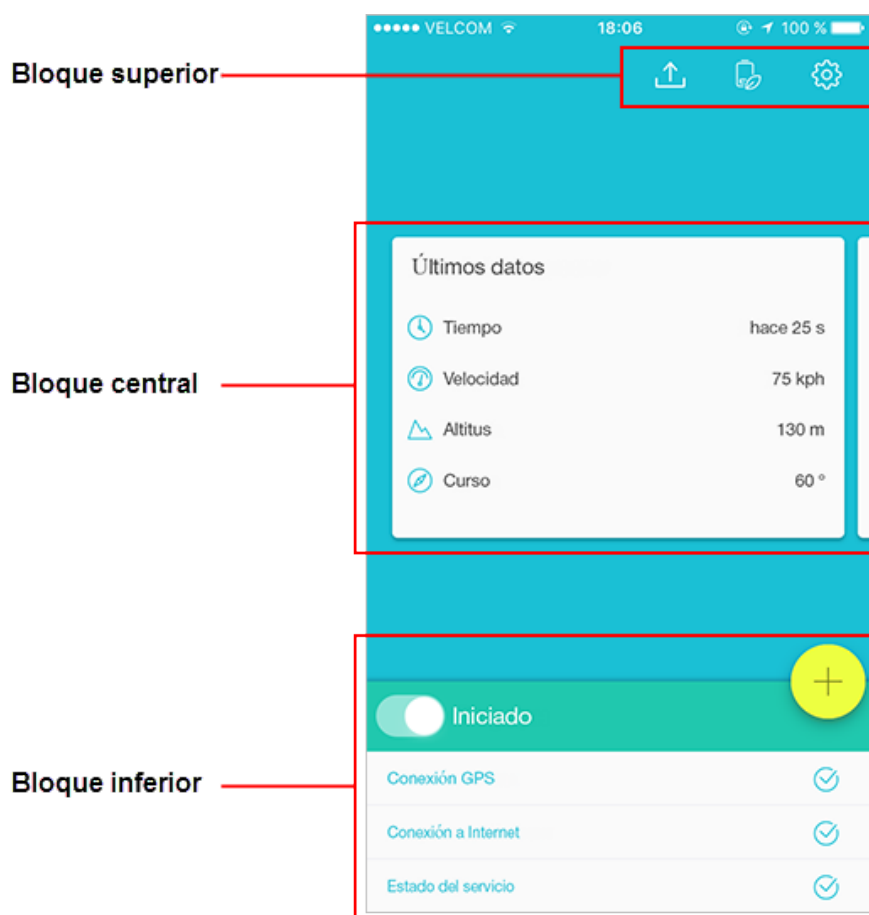 VELCOM 18:06 100 %
Bloque superior
Últimos datos
Tiempo hace 25 s
Velocidad 75 kph
Bloque central
Altitus 130 m
Curso 60 °
Iniciado
Conexión GPS
Bloque inferior
Conexión a Internet
Estado del servicio